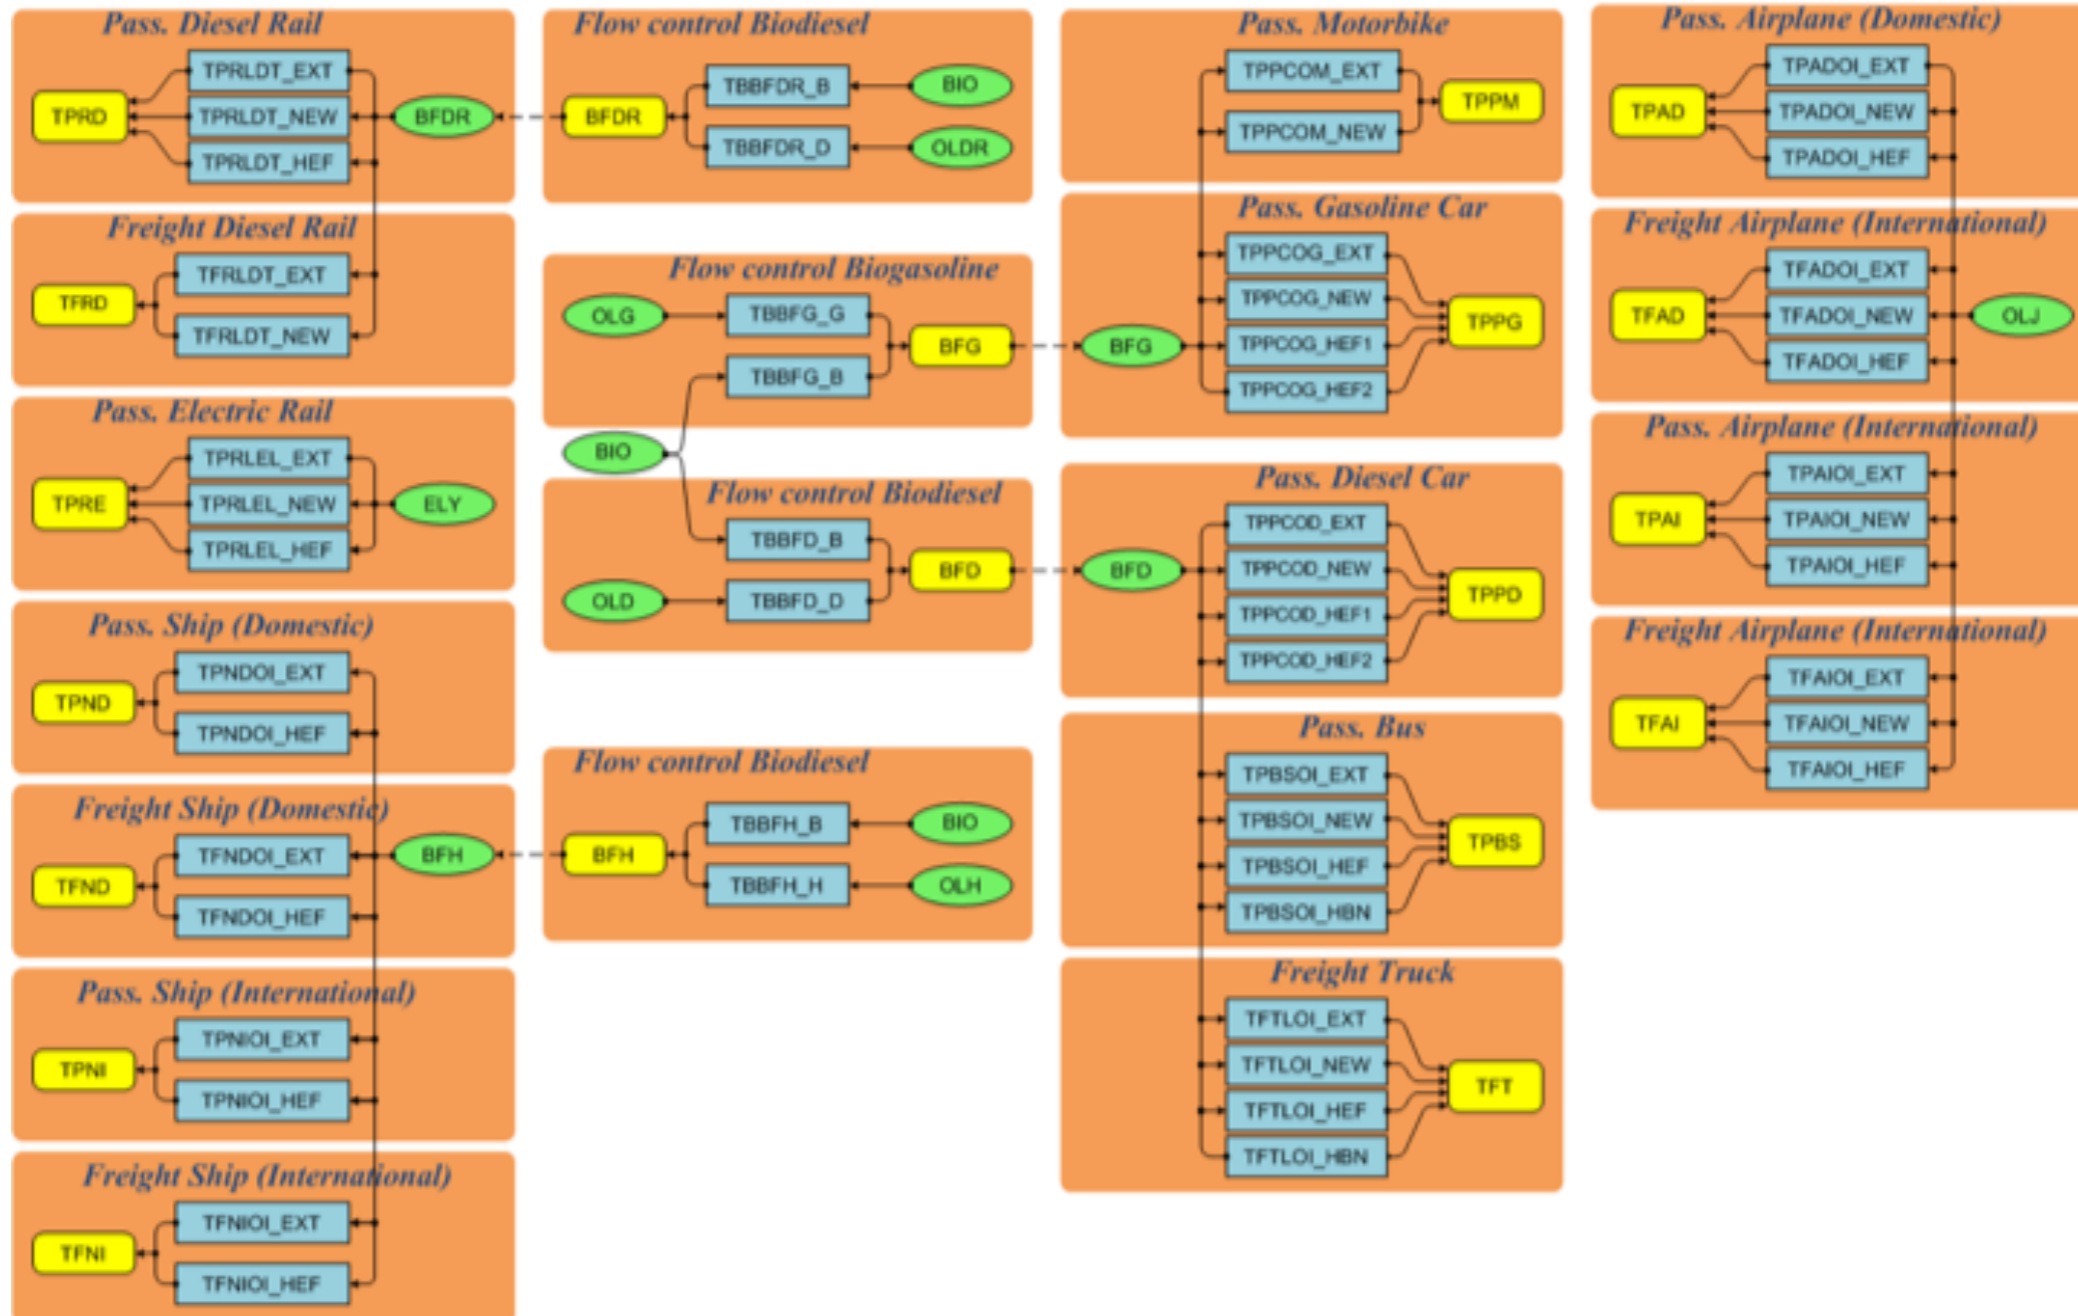 Pass. Diesel Rail
TPRD
TPRLDT_EXT
TPRLDT_NEW
TPRLDT_HEF
BFDR
Freight Diesel Rail
TFRD
TFRLDT_EXT
TFRLDT_NEW
Pass. Electric Rail
TPRE
TPRLEL_EXT
TPRLEL_NEW
TPRLEL_HEF
ELY
Pass. Ship (Domestic)
TPND
TPNDOI_EXT
TPNDOI_HEF
Freight Ship (Domestic)
TFND
TFNDOI_EXT
TFNDOI_HEF
BFH
Pass. Ship (International)
TPNI
TPNIOI_EXT
TPNIOI_HEF
Freight Ship (International)
TFNI
TFNIOI_EXT
TFNIOI_HEF
Flow control Biodiesel
BFDR
TBBFDR_B
TBBFDR_D
BIO
OLDR
Flow control Biogasoline
OLG
TBBFG_G
TBBFG_B
BFG
BIO
Flow control Biodiesel
OLD
TBBFD_B
TBBFD_D
BFD
Flow control Biodiesel
BFH
TBBFH_B
TBBFH_H
BIO
OLH
Pass. Motorbike
TPPCOM_EXT
TPPCOM_NEW
TPPM
Pass. Gasoline Car
BFG
TPPCOG_EXT
TPPCOG_NEW
TPPCOG_HEF1
TPPCOG_HEF2
TPPG
Pass. Diesel Car
BFD
TPPCOD_EXT
TPPCOD_NEW
TPPCOD_HEF1
TPPCOD_HEF2
TPPD
Pass. Bus
TPBSOI_EXT
TPBSOI_NEW
TPBSOI_HEF
TPBSOI_HBN
TPBS
Freight Truck
TFTLOI_EXT
TFTLOI_NEW
TFTLOI_HEF
TFTLOI_HBN
TFT
Pass. Airplane (Domestic)
TPAD
TPADOI_EXT
TPADOI_NEW
TPADOI_HEF
Freight Airplane (International)
TFAD
TFADOI_EXT
TFADOI_NEW
TFADOI_HEF
OLJ
Pass. Airplane (International)
TPAI
TPAIOI_EXT
TPAIOI_NEW
TPAIOI_HEF
Freight Airplane (International)
TFAI
TFAIOI_EXT
TFAIOI_NEW
TFAIOI_HEF